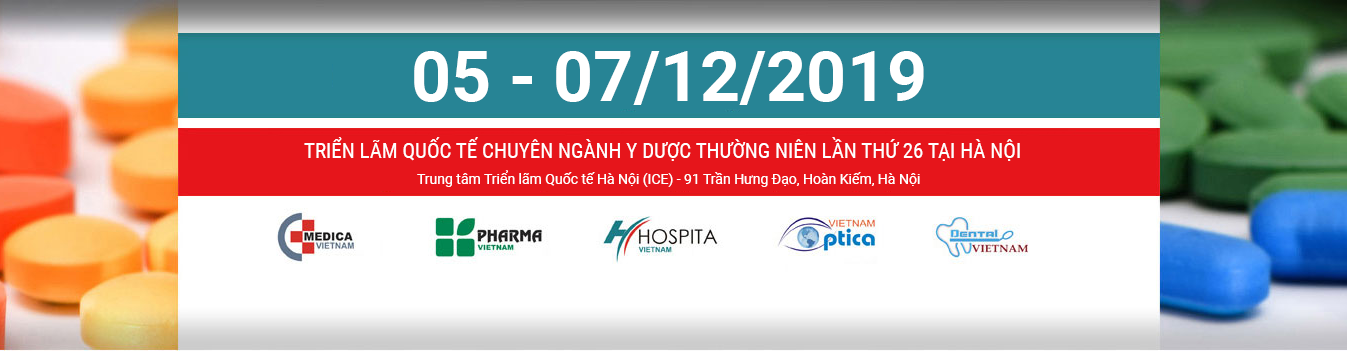 05 - 07/12/2019
TRIỂN LÃM QUỐC TẾ CHUYÊN NGÀNH Y DƯỢC THƯỜNG NIÊN LẦN THỨ 26 TẠI HÀ NỘI
Trung tâm Triển lãm Quốc tế Hà Nội (ICE) - 91 Trần Hưng Đạo, Hoàn Kiếm, Hà Nội
MEDICA
VIETNAM
PHARMA
VIETNAM
HOSPITA
VIETNAM
VIETNAM
Optica
DENTAL
VIETNAM